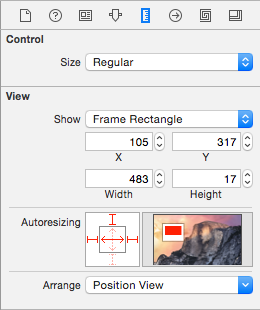 Control
Size Regular
View
Show Frame Rectangle
105 317
X Y
483 17
Width Height
Autoresizing
Arrange Position View